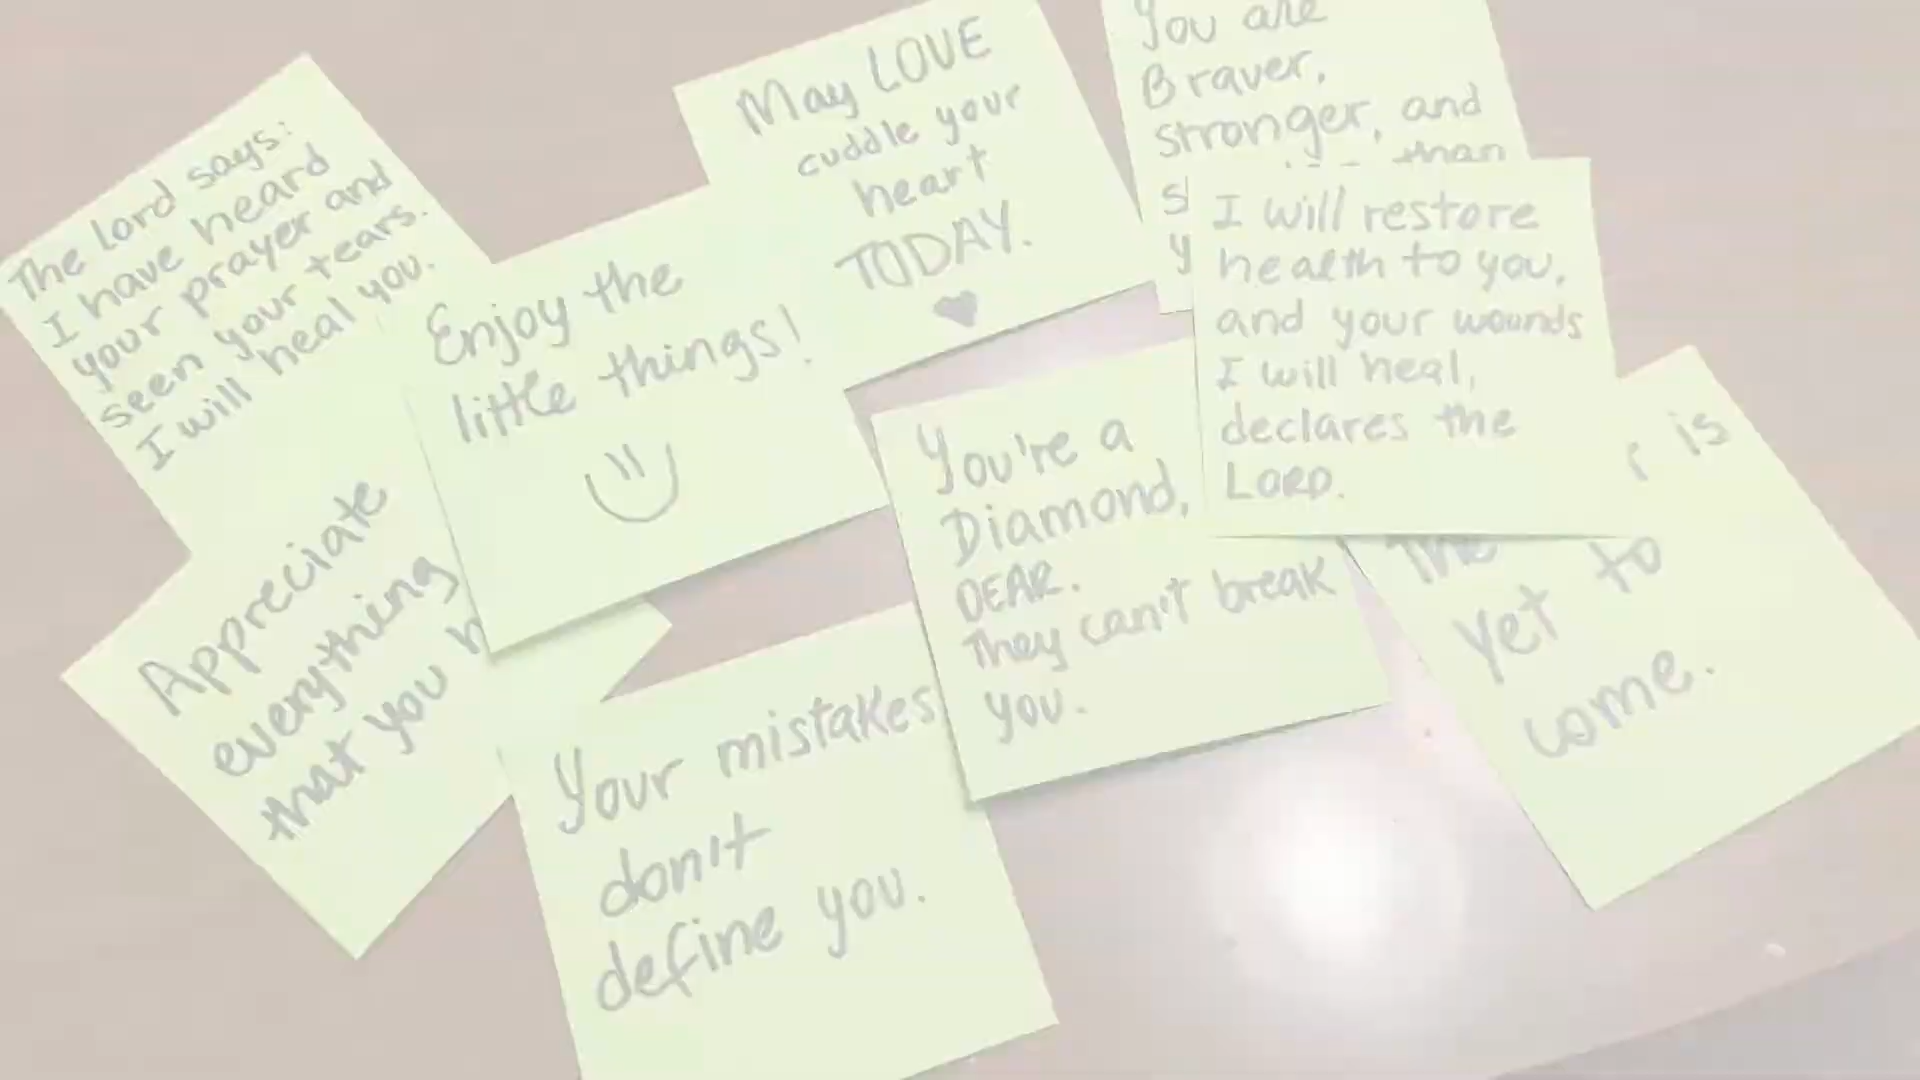 The Lord says:
I have heard
your prayer and
seen your tears.
I will heal you.
Enjoy the
little things!
May LOVE
cuddle your
heart
TODAY.
You are
Braver,
stronger, and
than
I will restore
health to you,
and your wounds
I will heal,
declares the
LORD.
You're a
Diamond,
DEAR.
They can't break
you.
is
The
yet to
come.
Appreciate
everything
that you
Your mistakes
don't
define you.